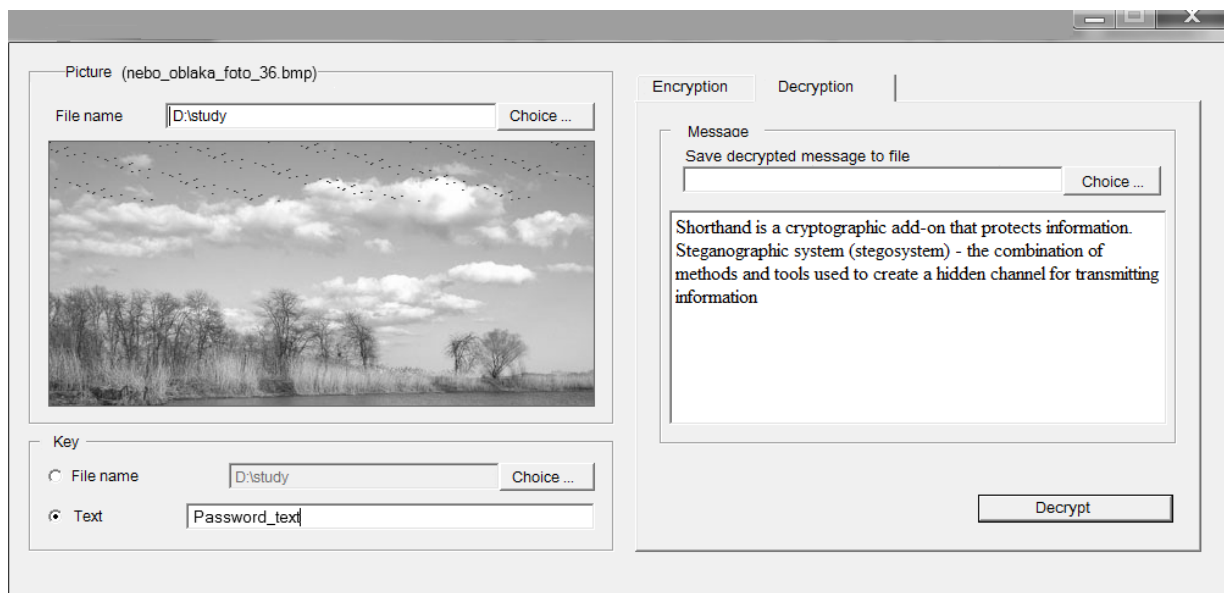 Picture (nebo_oblaka_foto_36.bmp)
File name D:\study Choice ...
Key
File name D:\study Choice ...
Text Password_text
Encryption Decryption
Message
Save decrypted message to file
Choice ...
Shorthand is a cryptographic add-on that protects information.
Steganographic system (stegosystem) - the combination of
methods and tools used to create a hidden channel for transmitting
information
Decrypt